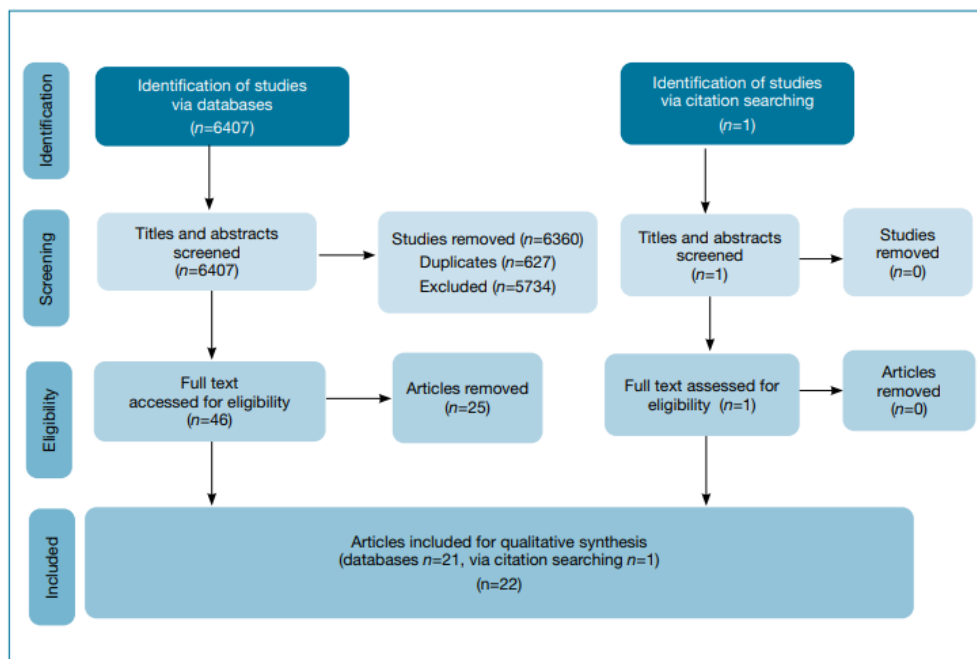 Identification
Identification of studies
via databases
(n=6407)
Identification of studies
via citation searching
(n=1)
Screening
Titles and abstracts
screened
(n=6407)
Studies removed (n=6360)
Duplicates (n=627)
Excluded (n=5734)
Titles and abstracts
screened
(n=1)
Studies
removed
(n=0)
Eligibility
Full text
accessed for eligibility
(n=46)
Articles removed
(n=25)
Full text assessed for
eligibility (n=1)
Articles
removed
(n=0)
Included
Articles included for qualitative synthesis
(databases n=21, via citation searching n=1)
(n=22)